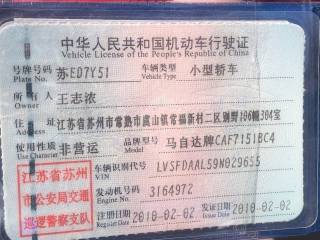 中华人民共和国机动车行驶证
Vehicle License of the People's Republic of China
号牌号码 Plate No. 苏E07Y51 车辆类型 Vehicle Type 小型轿车
所有人 Owner 王志浓
住址 Address 江苏省苏州市常熟市虞山镇常福新村二区别野106幢304室
使用性质 Use Character 非营运 品牌型号 Model 马自达牌CAF7151BC4
江苏省苏州市公安局交通巡逻警察支队
车辆识别代号 VIN LVSFDAAL59N029655
发动机号码 Engine No. 3164972
注册日期 Register Date 2010-02-02 发证日期 Issue Date 2010-02-02